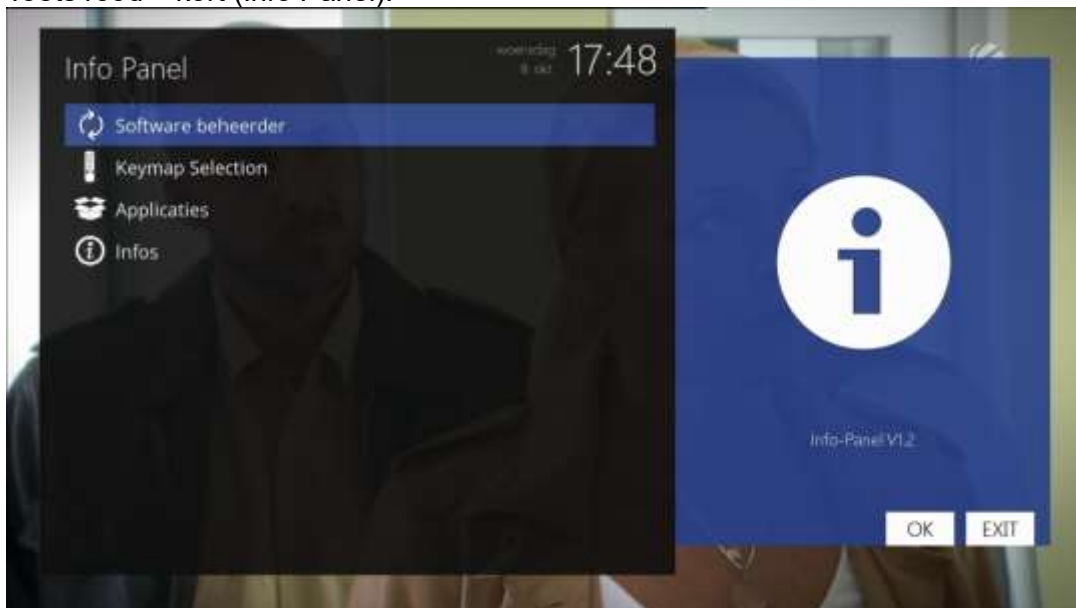 Info Panel
woensdag
8 okt
17:48
Software beheerder
Keymap Selection
Applicaties
Infos
Info-Panel V1.2
OK
EXIT